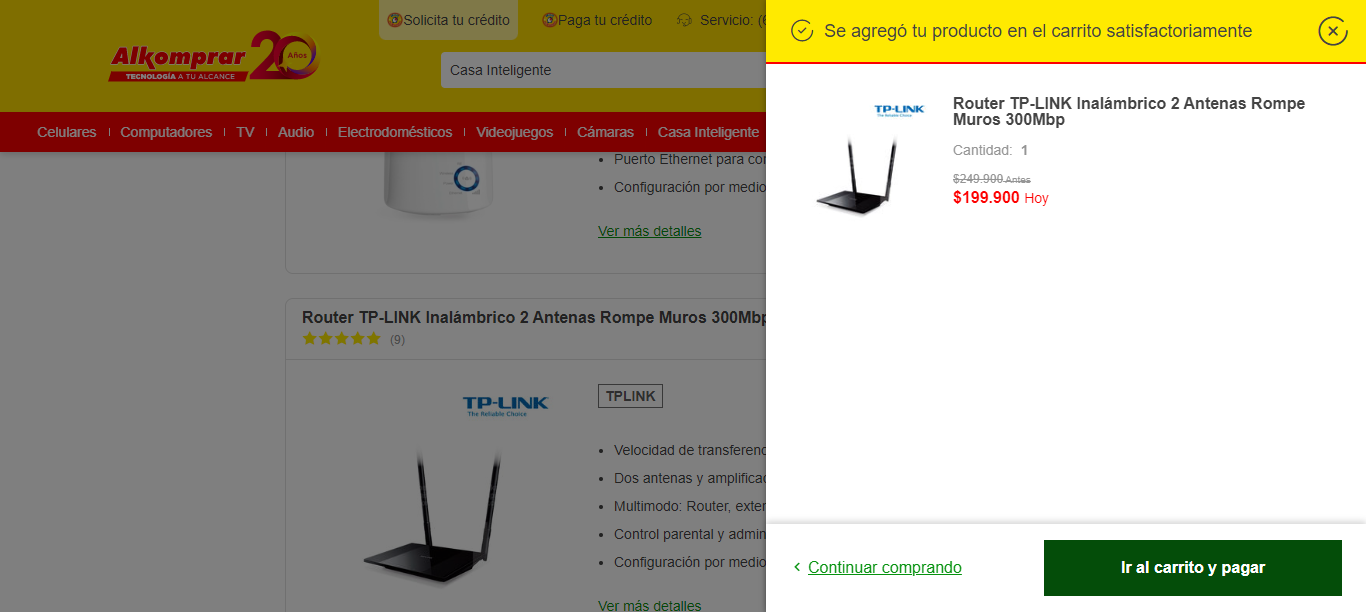 Solicita tu crédito
Paga tu crédito
Servicio: (6
Alkomprar
20 Años
TECNOLOGÍA A TU ALCANCE
Casa Inteligente
Celulares
Computadores
TV
Audio
Electrodomésticos
Videojuegos
Cámaras
Casa Inteligente
Puerto Ethernet para co
Configuración por medio
Ver más detalles
Router TP-LINK Inalámbrico 2 Antenas Rompe Muros 300Mbp
(9)
TP-LINK
The Reliable Choice
TPLINK
Velocidad de transferenc
Dos antenas y amplificac
Multimodo: Router, exten
Control parental y admin
Configuración por medio
Ver más detalles
Se agregó tu producto en el carrito satisfactoriamente
TP-LINK
The Reliable Choice
Router TP-LINK Inalámbrico 2 Antenas Rompe
Muros 300Mbp
Cantidad: 1
$249.900 Antes
$199.900 Hoy
Continuar comprando
Ir al carrito y pagar